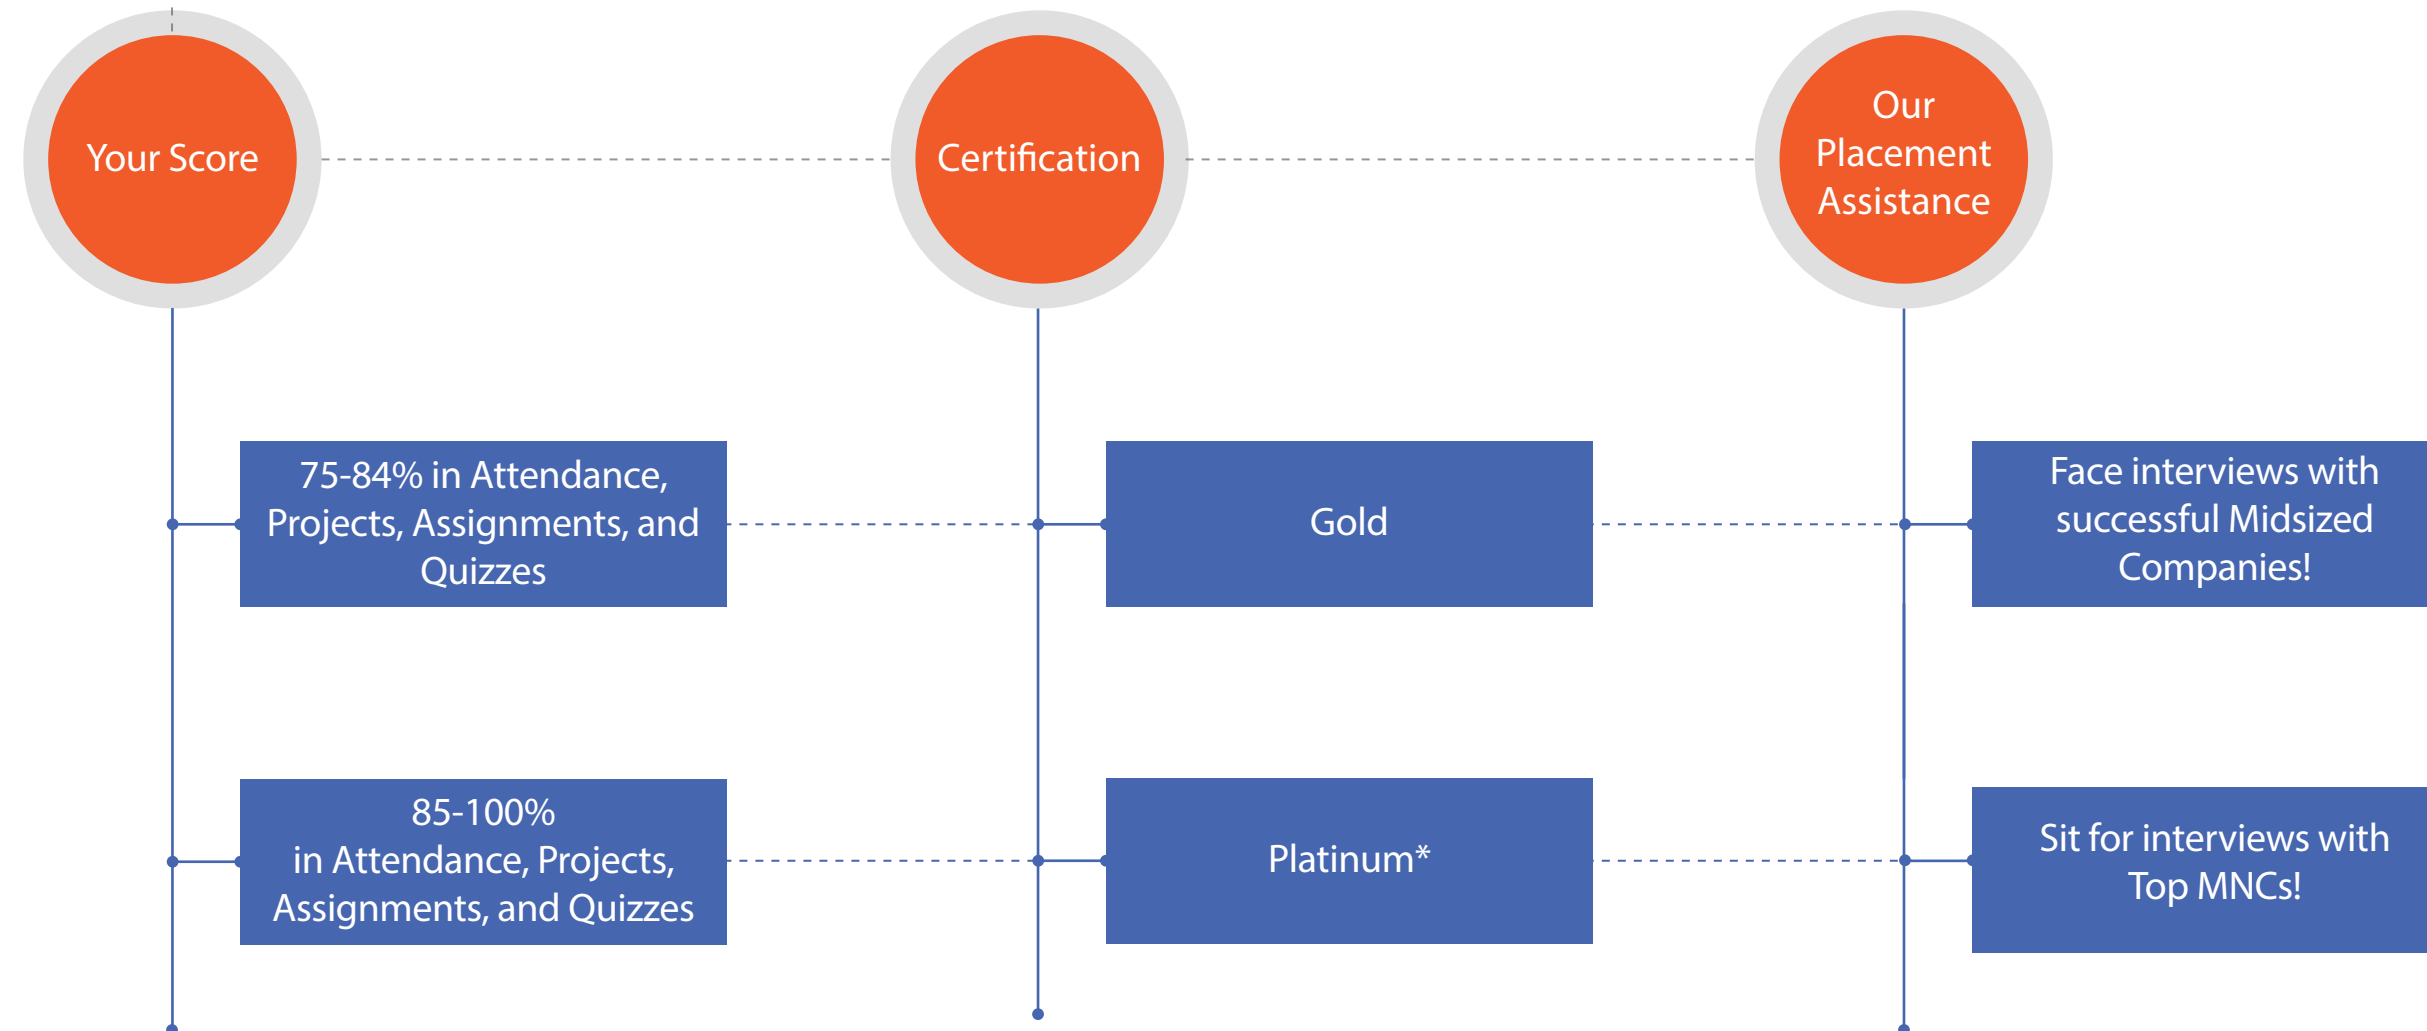 Your Score
Certification
Our
Placement
Assistance
75-84% in Attendance,
Projects, Assignments, and
Quizzes
Gold
Face interviews with
successful Midsized
Companies!
85-100%
in Attendance, Projects,
Assignments, and Quizzes
Platinum*
Sit for interviews with
Top MNCs!